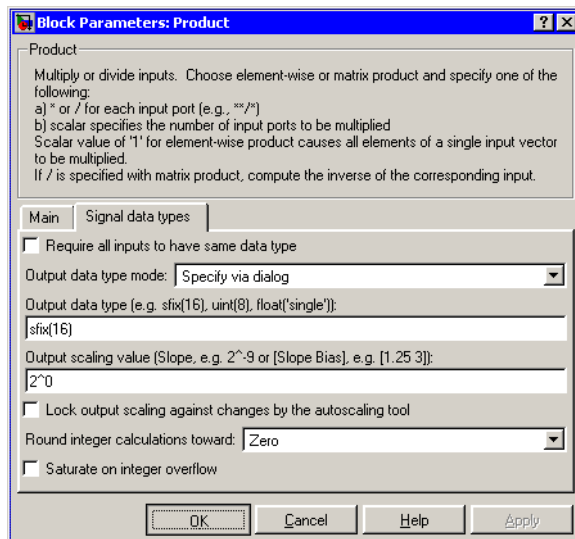 Block Parameters: Product
Product
Multiply or divide inputs.  Choose element-wise or matrix product and specify one of the
following:
a) * or / for each input port (e.g., **/*)
b) scalar specifies the number of input ports to be multiplied
Scalar value of '1' for element-wise product causes all elements of a single input vector
to be multiplied.
If / is specified with matrix product, compute the inverse of the corresponding input.
Main Signal data types
Require all inputs to have same data type
Output data type mode: Specify via dialog
Output data type (e.g. sfix(16), uint(8), float('single')):
sfix(16)
Output scaling value (Slope, e.g. 2^-9 or [Slope Bias], e.g. [1.25 3]):
2^0
Lock output scaling against changes by the autoscaling tool
Round integer calculations toward: Zero
Saturate on integer overflow
OK Cancel Help Apply